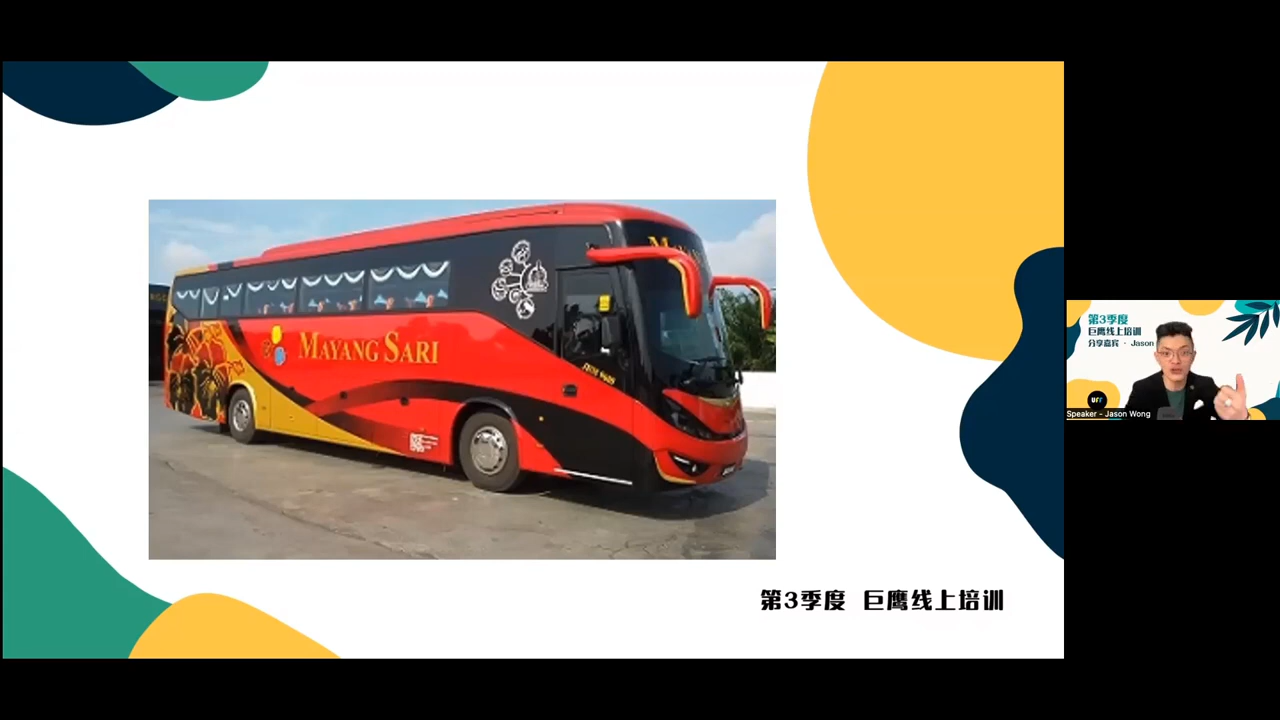 MAYANG SARI
第3季度 巨鹰线上培训
第3季度
巨鹰线上培训
分享嘉宾 - Jason
UFF
Speaker - Jason Wong